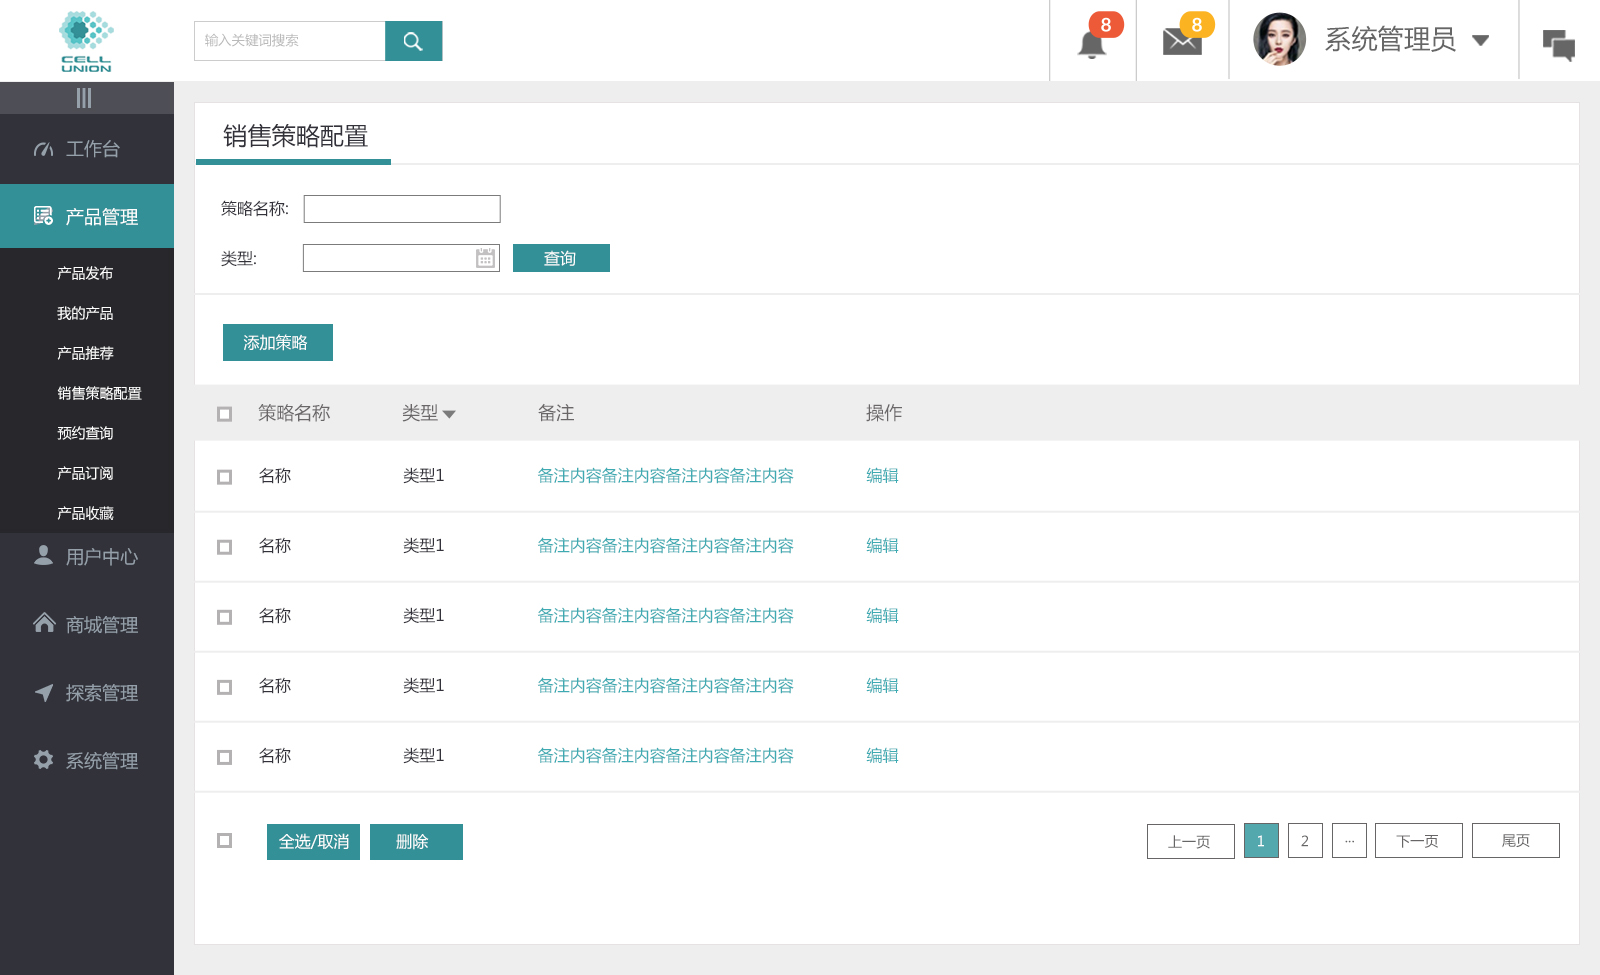 CELL
UNION
输入关键词搜索
8
8
系统管理员
工作台
产品管理
产品发布
我的产品
产品推荐
销售策略配置
预约查询
产品订阅
产品收藏
用户中心
商城管理
探索管理
系统管理
销售策略配置
策略名称:
类型:
查询
添加策略
策略名称 类型 备注 操作
名称 类型1 备注内容备注内容备注内容备注内容 编辑
名称 类型1 备注内容备注内容备注内容备注内容 编辑
名称 类型1 备注内容备注内容备注内容备注内容 编辑
名称 类型1 备注内容备注内容备注内容备注内容 编辑
名称 类型1 备注内容备注内容备注内容备注内容 编辑
全选/取消 删除 上一页 1 2 ... 下一页 尾页